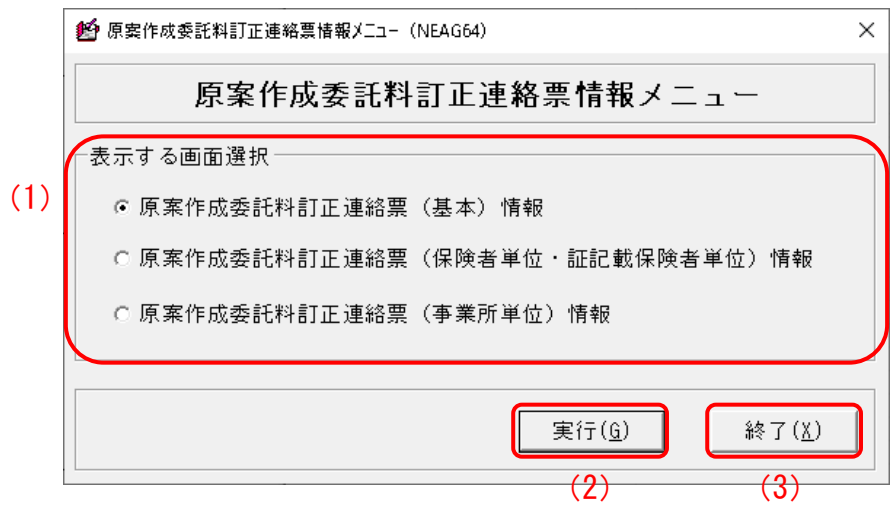 原案作成委託料訂正連絡票情報メニュー (NEAG64)
原案作成委託料訂正連絡票情報メニュー
表示する画面選択
(1)
原案作成委託料訂正連絡票（基本）情報
原案作成委託料訂正連絡票（保険者単位・証記載保険者単位）情報
原案作成委託料訂正連絡票（事業所単位）情報
実行(G) 終了(X)
(2) (3)